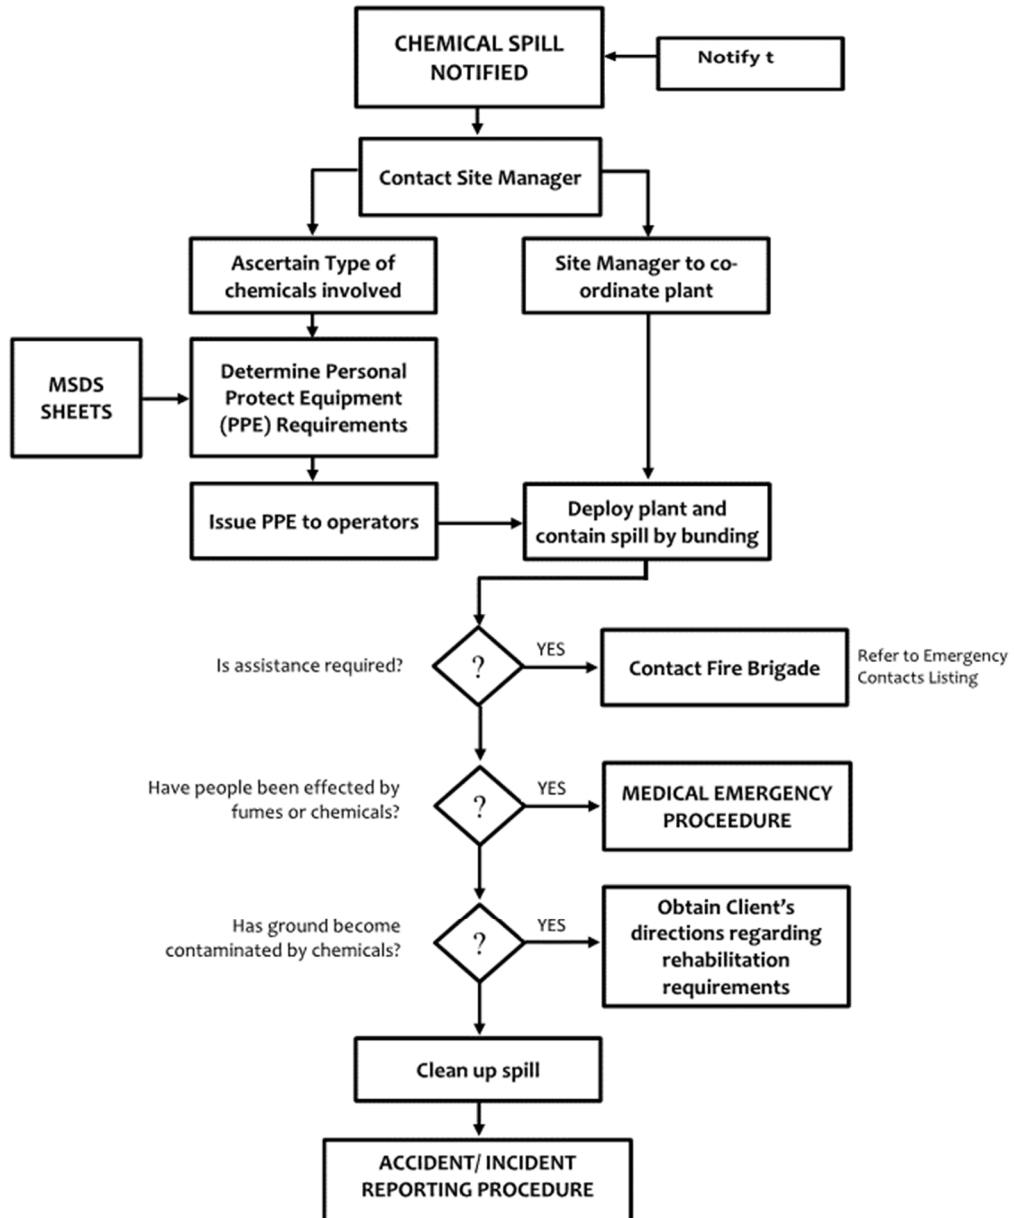 CHEMICAL SPILL
NOTIFIED
Notify t
Contact Site Manager
Ascertain Type of
chemicals involved
Site Manager to co-
ordinate plant
MSDS
SHEETS
Determine Personal
Protect Equipment
(PPE) Requirements
Issue PPE to operators
Deploy plant and
contain spill by bunding
Is assistance required?
?
YES
Contact Fire Brigade
Refer to Emergency
Contacts Listing
Have people been effected by
fumes or chemicals?
?
YES
MEDICAL EMERGENCY
PROCEEDURE
Has ground become
contaminated by chemicals?
?
YES
Obtain Client’s
directions regarding
rehabilitation
requirements
Clean up spill
ACCIDENT/ INCIDENT
REPORTING PROCEDURE